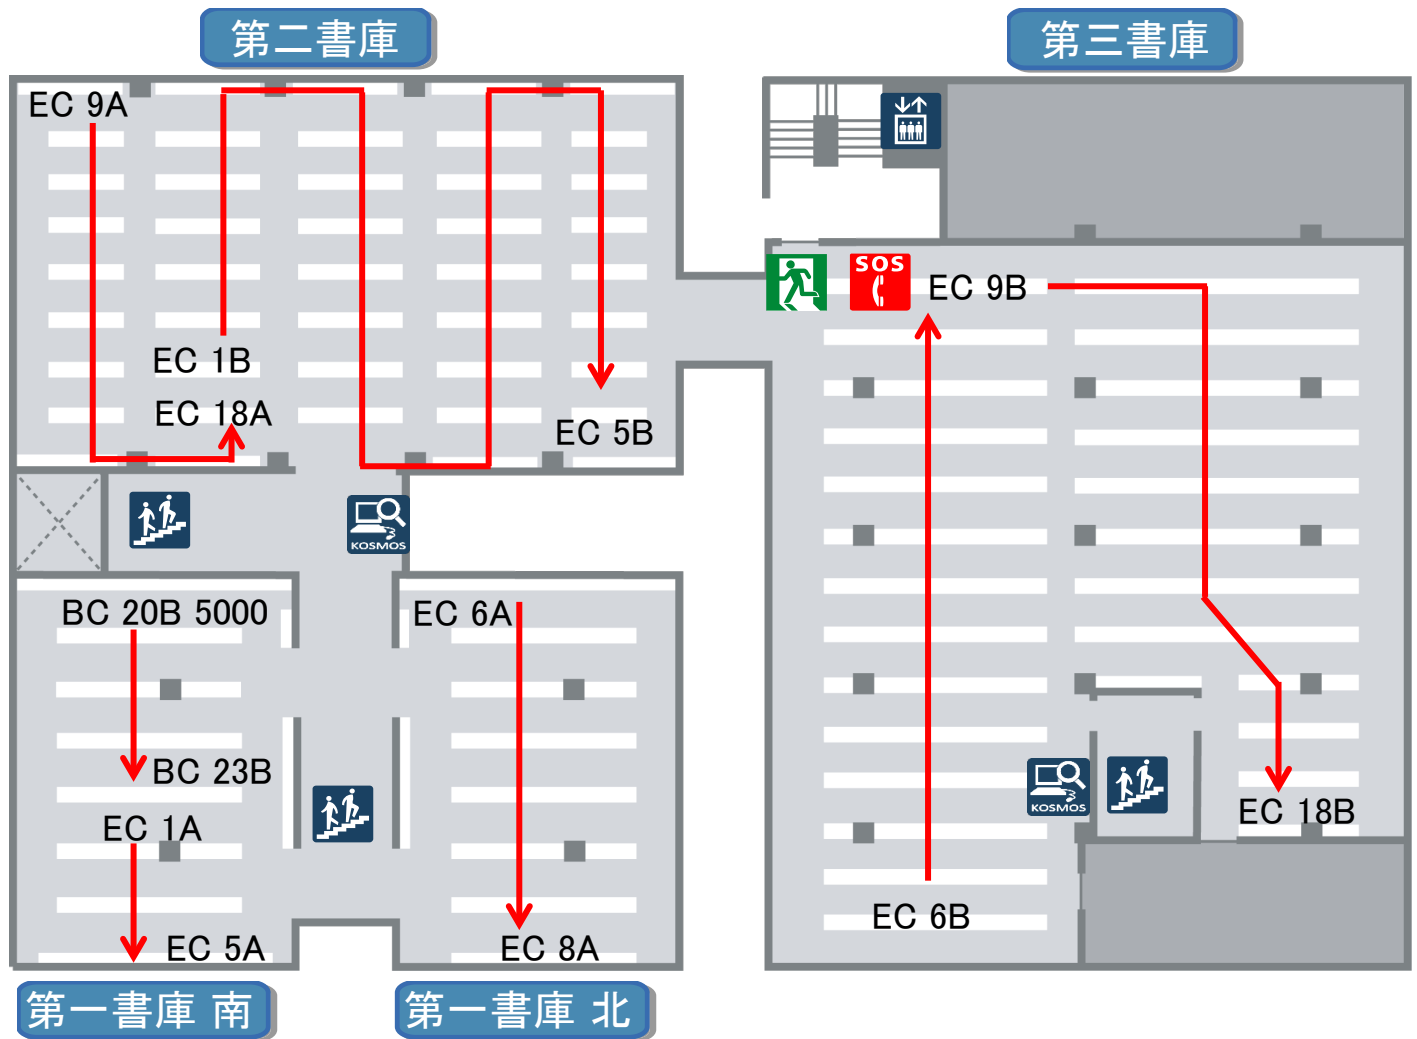 第二書庫
第三書庫
EC 9A
EC 1B
EC 18A
EC 5B
SOS
EC 9B
KOSMOS
BC 20B 5000
BC 23B
EC 1A
EC 5A
EC 6A
EC 8A
KOSMOS
EC 18B
EC 6B
第一書庫 南
第一書庫 北